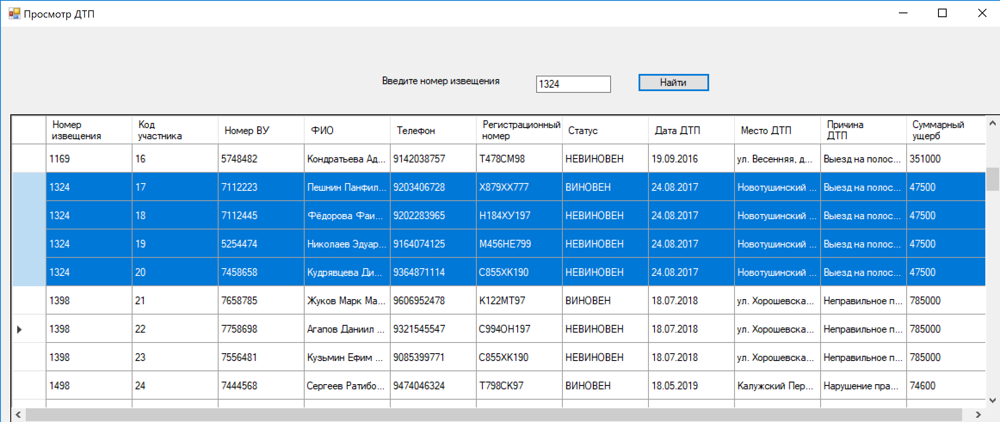 Просмотр ДТП
Введите номер извещения 1324 Найти
Номер извещения Код участника Номер ВУ ФИО Телефон Регистрационный номер Статус Дата ДТП Место ДТП Причина ДТП Суммарный ущерб
1169 16 5748482 Кондратьева Ад... 9142038757 Т478СМ98 НЕВИНОВЕН 19.09.2016 ул. Весенняя, д... Выезд на полос... 351000
1324 17 7112223 Пешнин Панфил... 9203406728 Х879ХХ777 ВИНОВЕН 24.08.2017 Новотушинский ... Выезд на полос... 47500
1324 18 7112445 Фёдорова Фаи... 9202283965 Н184ХУ197 НЕВИНОВЕН 24.08.2017 Новотушинский ... Выезд на полос... 47500
1324 19 5254474 Николаев Эдуар... 9164074125 М456НЕ799 НЕВИНОВЕН 24.08.2017 Новотушинский ... Выезд на полос... 47500
1324 20 7458658 Кудрявцева Ди... 9364871114 С855ХК190 НЕВИНОВЕН 24.08.2017 Новотушинский ... Выезд на полос... 47500
1398 21 7658785 Жуков Марк Ма... 9606952478 К122МТ97 ВИНОВЕН 18.07.2018 ул. Хорошевска... Неправильное п... 785000
1398 22 7758698 Агапов Даниил ... 9321545547 С994ОН197 НЕВИНОВЕН 18.07.2018 ул. Хорошевска... Неправильное п... 785000
1398 23 7556481 Кузьмин Ефим ... 9085399771 С855ХК190 НЕВИНОВЕН 18.07.2018 ул. Хорошевска... Неправильное п... 785000
1498 24 7444568 Сергеев Ратибо... 9474046324 Т798СК97 ВИНОВЕН 18.05.2019 Калужский Пер... Нарушение пра... 74600